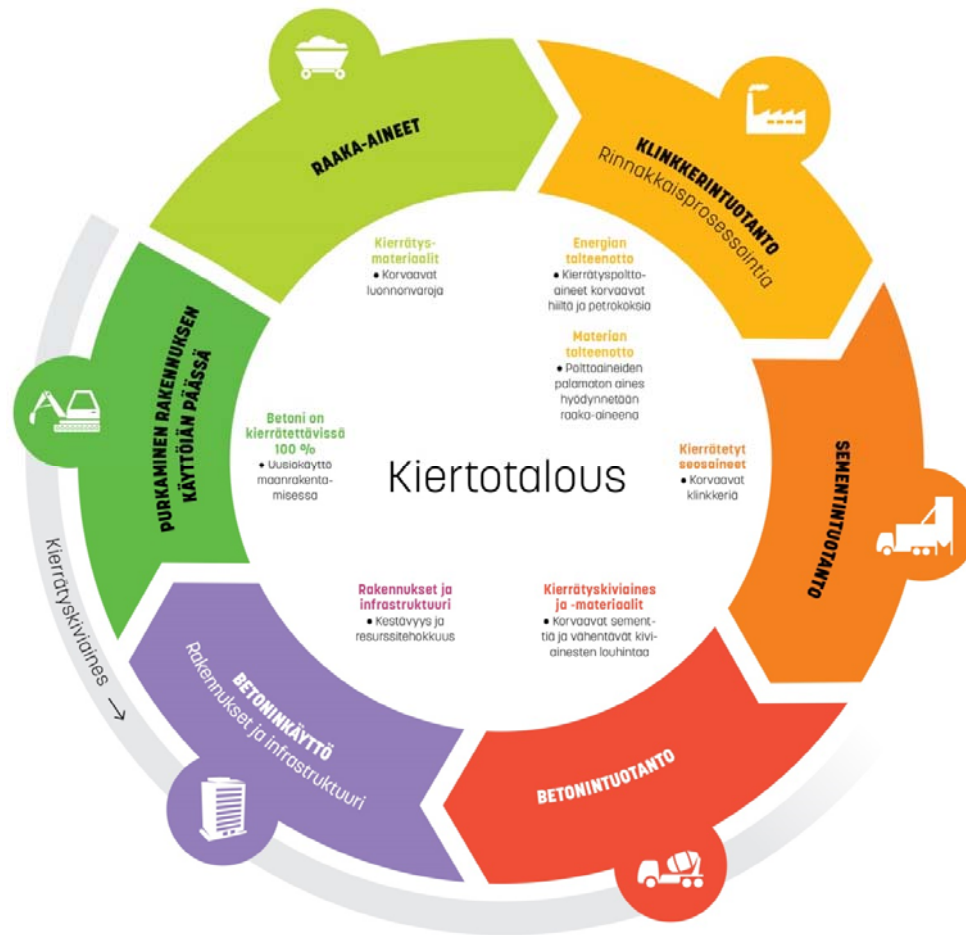 RAAKA-AINEET
KLINKKERINTUOTANTO
Rinnakkaisprosessointia
Kierrätys-
materiaalit
• Korvaavat
luonnonvaroja
Energian
talteenotto
• Kierrätyspoltto-
aineet korvaavat
hiiltä ja petrokoksia
Materian
talteenotto
• Polttoaineiden
palamaton aines
hyödynnetään
raaka-aineena
PURKAMINEN RAKENNUKSEN
KÄYTTÖIÄN PÄÄSSÄ
Betoni on
kierrätettävissä
100 %
• Uusiokäyttö
maanrakenta-
misessa
Kiertotalous
Kierrätetyt
seosaineet
• Korvaavat
klinkkeriä
SEMENTINTUOTANTO
Kierrätyskiviaines →
Rakennukset ja
infrastruktuuri
• Kestävyys ja
resurssitehokkuus
Kierrätyskiviaines
ja -materiaalit
• Korvaavat sement-
tiä ja vähentävät kivi-
ainesten louhintaa
BETONINKÄYTTÖ
Rakennukset ja infrastruktuuri
BETONINTUOTANTO